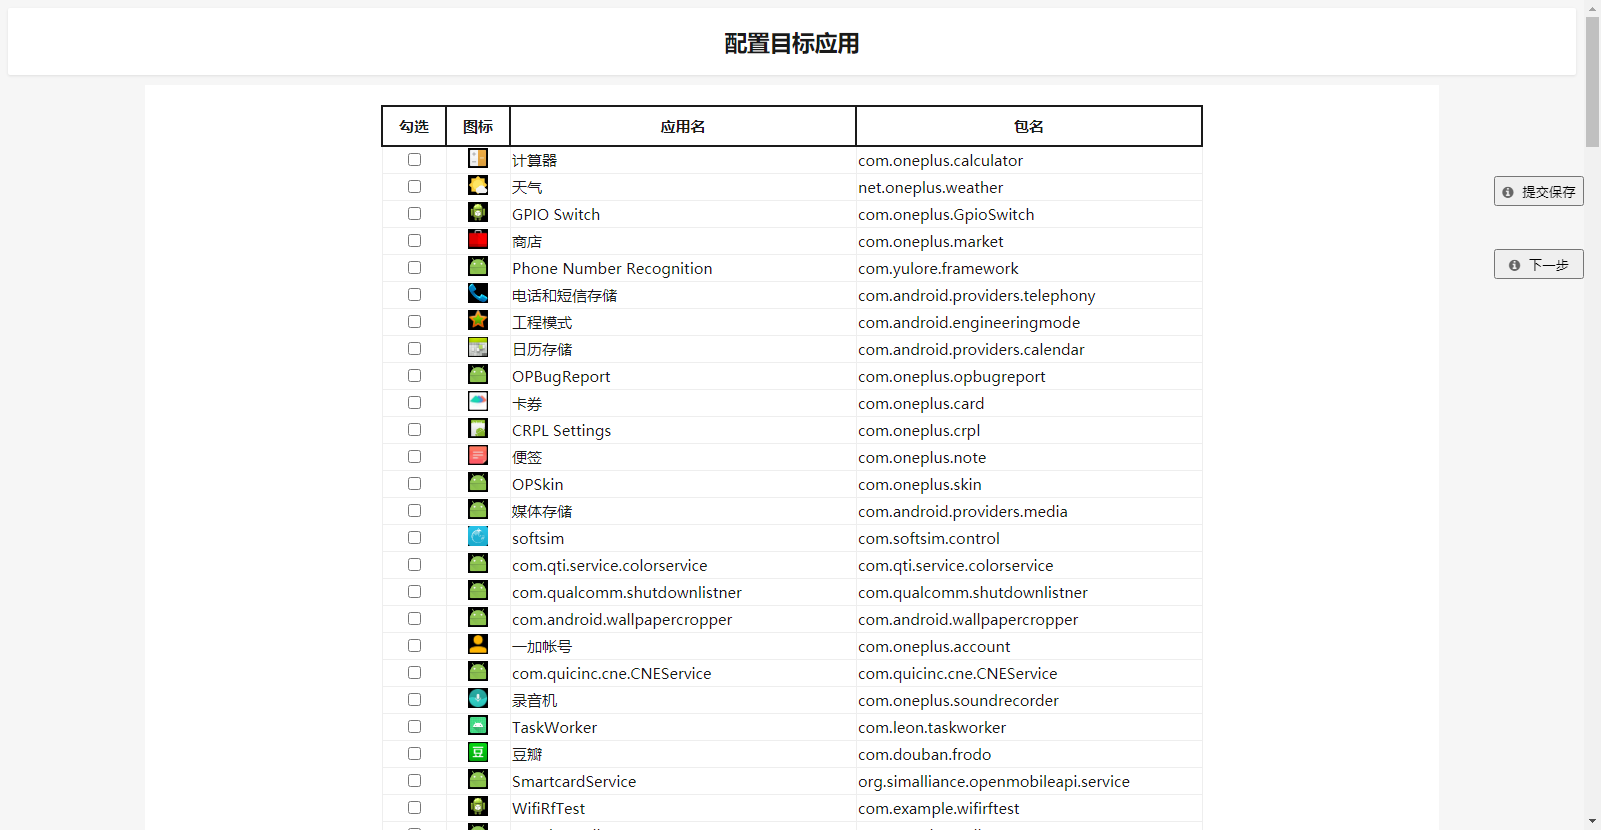 配置目标应用
勾选 图标 应用名 包名
计算器 com.oneplus.calculator
天气 net.oneplus.weather
提交保存
GPIO Switch com.oneplus.GpioSwitch
商店 com.oneplus.market
Phone Number Recognition com.yulore.framework
下一步
电话和短信存储 com.android.providers.telephony
工程模式 com.android.engineeringmode
日历存储 com.android.providers.calendar
OPBugReport com.oneplus.opbugreport
卡券 com.oneplus.card
CRPL Settings com.oneplus.crpl
便签 com.oneplus.note
OPSkin com.oneplus.skin
媒体存储 com.android.providers.media
softsim com.softsim.control
com.qti.service.colorservice com.qti.service.colorservice
com.qualcomm.shutdownlistner com.qualcomm.shutdownlistner
com.android.wallpapercropper com.android.wallpapercropper
一加帐号 com.oneplus.account
com.quicinc.cne.CNEService com.quicinc.cne.CNEService
录音机 com.oneplus.soundrecorder
TaskWorker com.leon.taskworker
豆 豆瓣 com.douban.frodo
SmartcardService org.simalliance.openmobileapi.service
WifiRfTest com.example.wifirftest